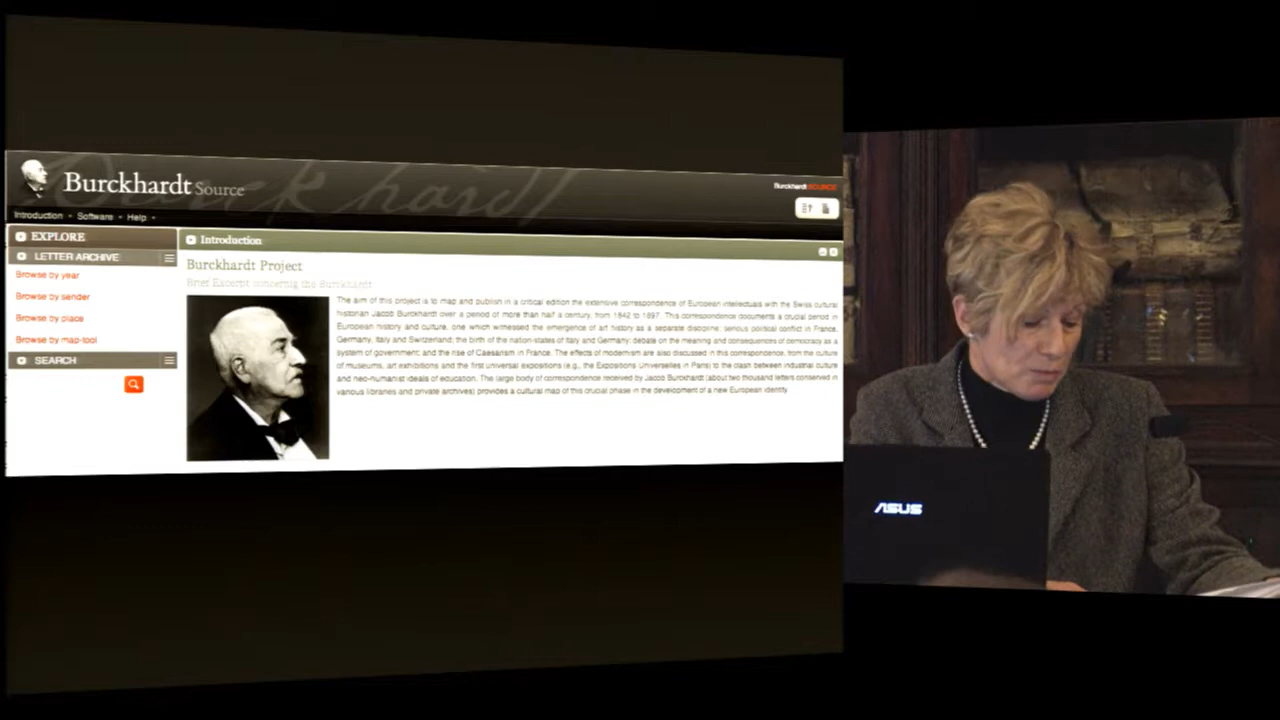 Burckhardt Source
BurckhardtSOURCE
Introduction Software Help
EXPLORE
LETTER ARCHIVE
Browse by year
Browse by sender
Browse by place
Browse by map-tool
SEARCH
Introduction
Burckhardt Project
Brief Excerpt concernig the Burckhardt
The aim of this project is to map and publish in a critical edition the extensive correspondence of European intellectuals with the Swiss cultural
historian Jacob Burckhardt over a period of more than half a century, from 1842 to 1897. This correspondence documents a crucial period in
European history and culture, one which witnessed the emergence of art history as a separate discipline; serious political conflict in France,
Germany, Italy and Switzerland; the birth of the nation-states of Italy and Germany; debate on the meaning and consequences of democracy as a
system of government; and the rise of Caesarism in France. The effects of modernism are also discussed in this correspondence, from the culture
of museums, art exhibitions and the first universal expositions (e.g., the Expositions Universelles in Paris) to the clash between industrial culture
and neo-humanist ideals of education. The large body of correspondence received by Jacob Burckhardt (about two thousand letters conserved in
various libraries and private archives) provides a cultural map of this crucial phase in the development of a new European identity.
ASUS